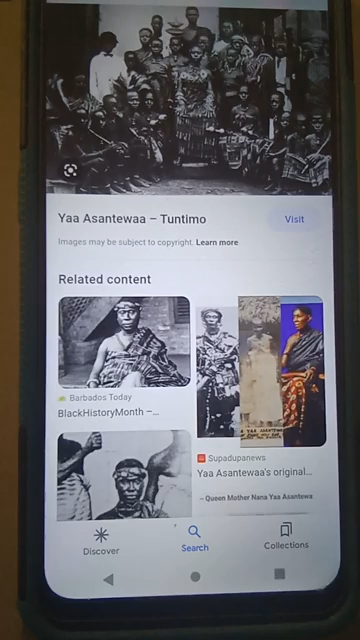 Yaa Asantewaa – Tuntimo
Visit
Images may be subject to copyright. Learn more
Related content
Barbados Today
BlackHistoryMonth –...
Supadupanews
Yaa Asantewaa's original...
– Queen Mother Nana Yaa Asantewa
Discover
Search
Collections